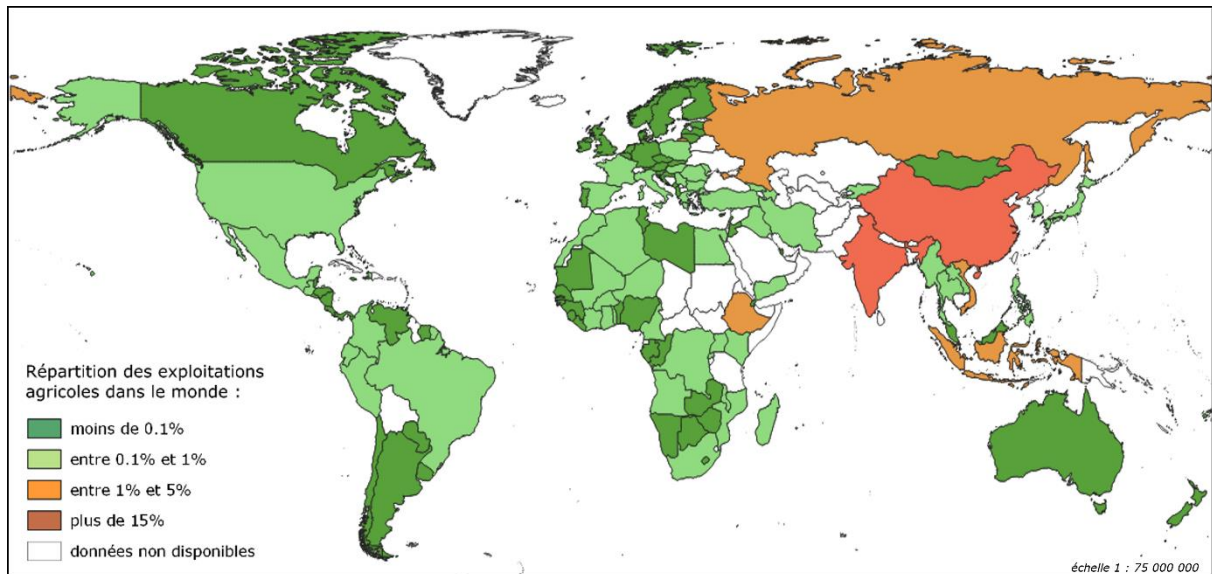 Répartition des exploitations
agricoles dans le monde :
moins de 0.1%
entre 0.1% et 1%
entre 1% et 5%
plus de 15%
données non disponibles
échelle 1 : 75 000 000